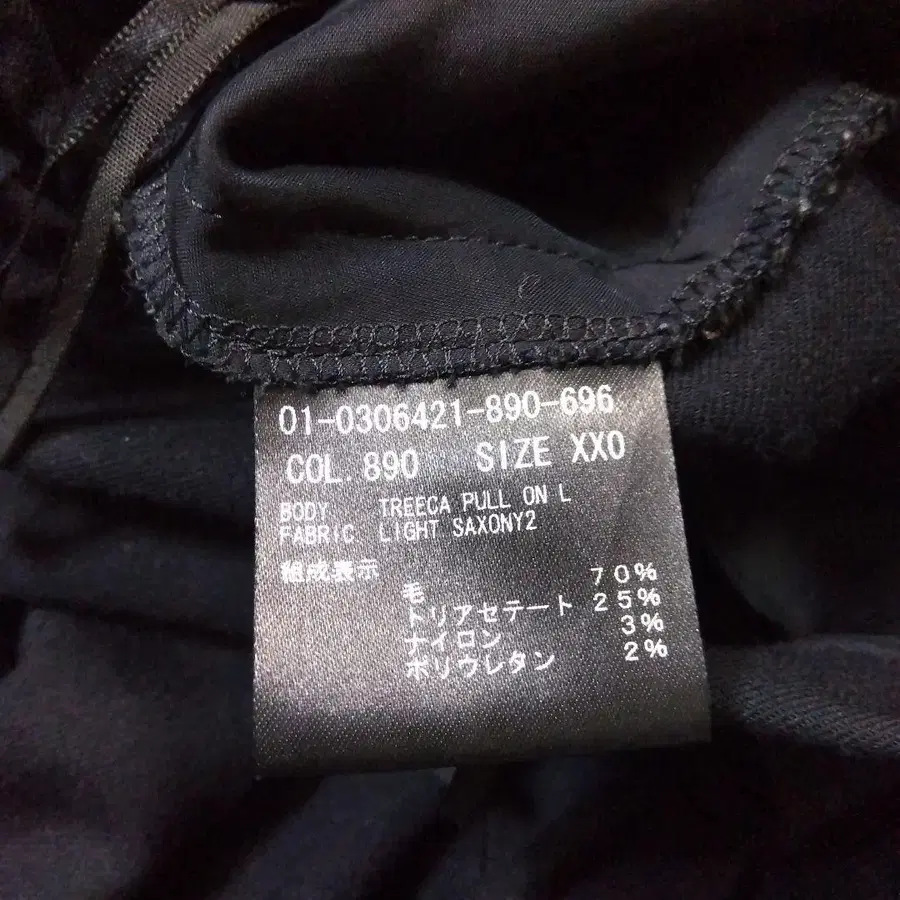 01-0306421-890-696
COL. 890 SIZE XX0
BODY TREECA PULL ON L
FABRIC LIGHT SAXONY2
組成表示
毛 70%
トリアセテート 25%
ナイロン 3%
ポリウレタン 2%